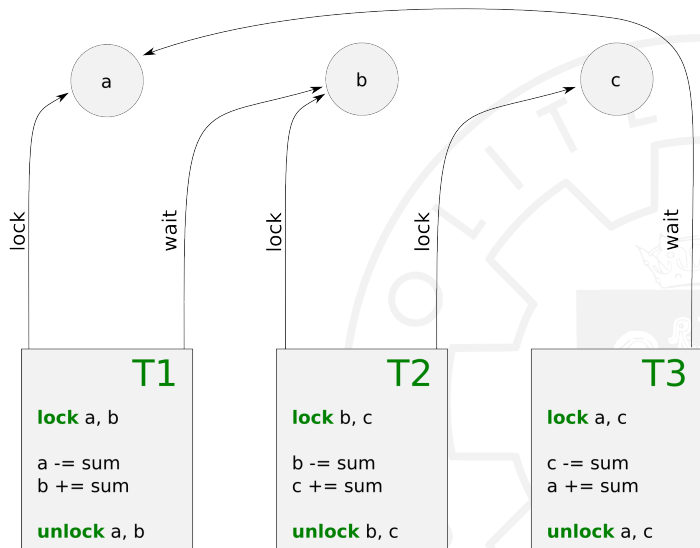 a
b
c
lock
wait
lock
lock
wait
T1
lock a, b
a -= sum
b += sum
unlock a, b
T2
lock b, c
b -= sum
c += sum
unlock b, c
T3
lock a, c
c -= sum
a += sum
unlock a, c
OLITE